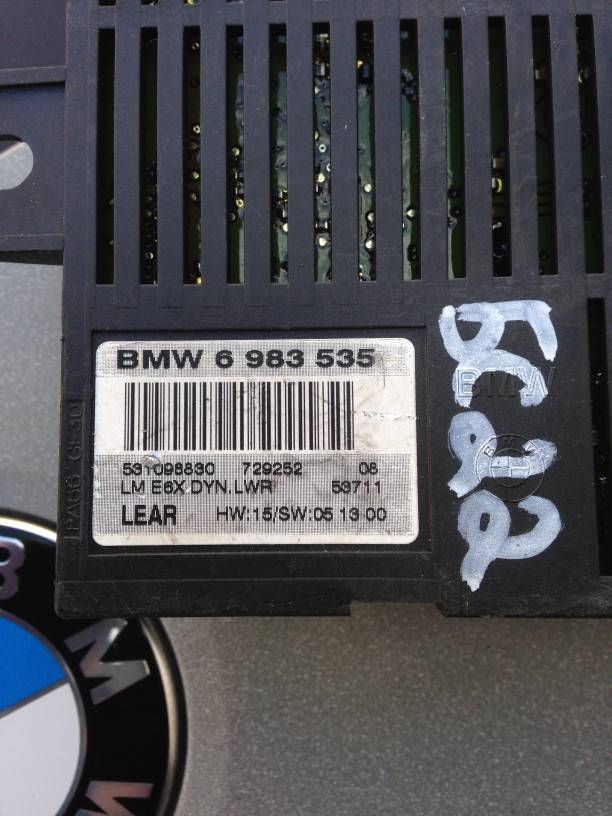 BMW 6 983 535
531098830 729252 08
LM E6X DYN.LWR 53711
LEAR HW:15/SW:05 13 00
BMW